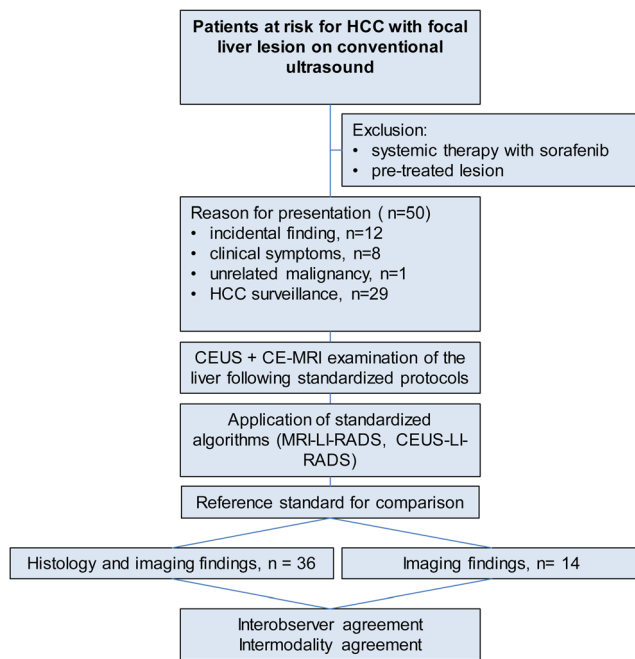 Patients at risk for HCC with focal
liver lesion on conventional
ultrasound
Exclusion:
• systemic therapy with sorafenib
• pre-treated lesion
Reason for presentation ( n=50)
• incidental finding, n=12
• clinical symptoms, n=8
• unrelated malignancy, n=1
• HCC surveillance, n=29
CEUS + CE-MRI examination of the
liver following standardized protocols
Application of standardized
algorithms (MRI-LI-RADS, CEUS-LI-
RADS)
Reference standard for comparison
Histology and imaging findings, n = 36
Imaging findings, n= 14
Interobserver agreement
Intermodality agreement